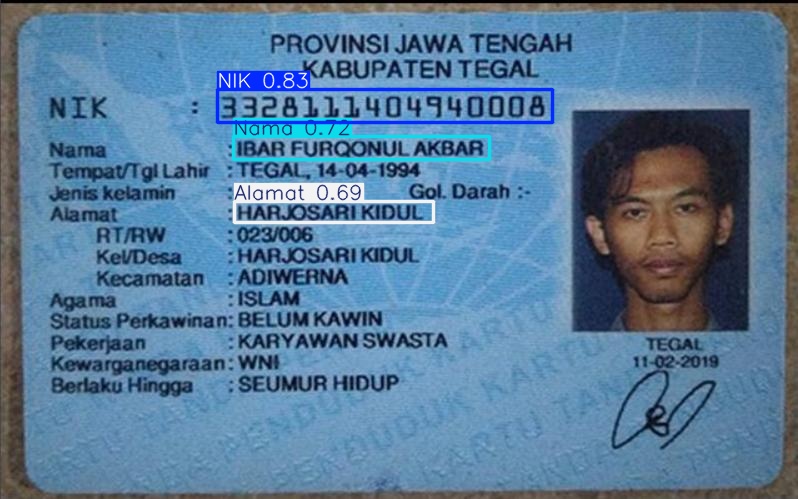 PROVINSI JAWA TENGAH
KABUPATEN TEGAL
NIK 0.83
NIK : 3328111404940008
Nama 0.72
Nama : IBAR FURQONUL AKBAR
Tempat/Tgl Lahir : TEGAL, 14-04-1994
Alamat 0.69
Jenis kelamin Gol. Darah :-
Alamat : HARJOSARI KIDUL
RT/RW : 023/006
Kel/Desa : HARJOSARI KIDUL
Kecamatan : ADIWERNA
Agama : ISLAM
Status Perkawinan: BELUM KAWIN
Pekerjaan : KARYAWAN SWASTA
Kewarganegaraan: WNI
Berlaku Hingga : SEUMUR HIDUP
TEGAL
11-02-2019